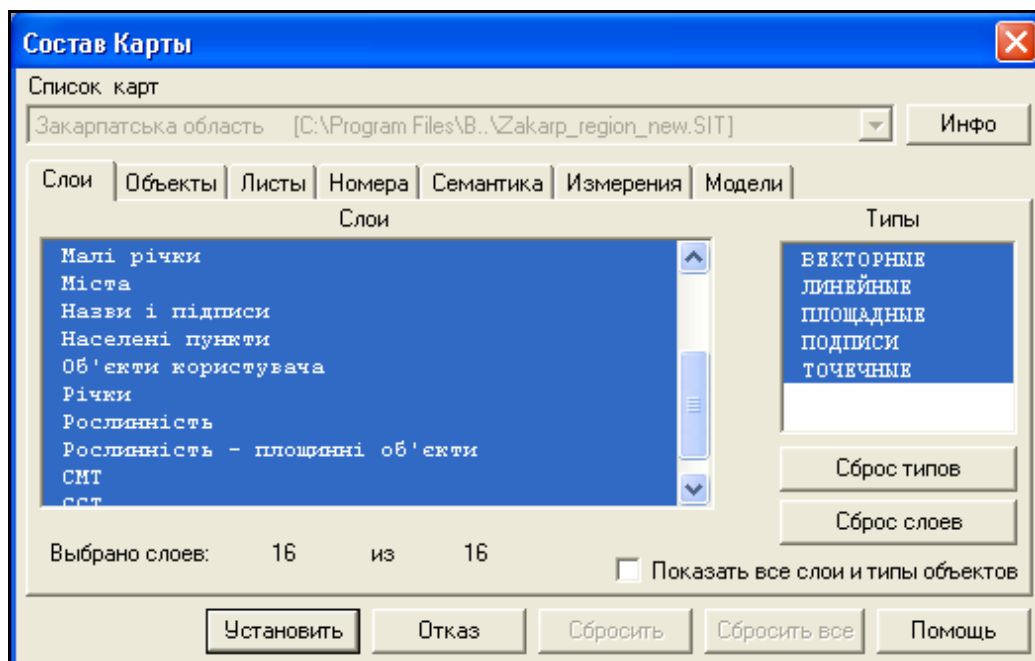 Состав Карты
Список карт
Закарпатська область [C:\Program Files\B..\Zakarp_region_new.SIT]
Инфо
Слои Объекты Листы Номера Семантика Измерения Модели
Слои
Типы
Малі річки
Міста
Назви і підписи
Населені пункти
Об'єкти користувача
Річки
Рослинність
Рослинність - площинні об'єкти
СМТ
ССТ
ВЕКТОРНЫЕ
ЛИНЕЙНЫЕ
ПЛОЩАДНЫЕ
ПОДПИСИ
ТОЧЕЧНЫЕ
Сброс типов
Сброс слоев
Выбрано слоев: 16 из 16
Показать все слои и типы объектов
Установить Отказ Сбросить Сбросить все Помощь